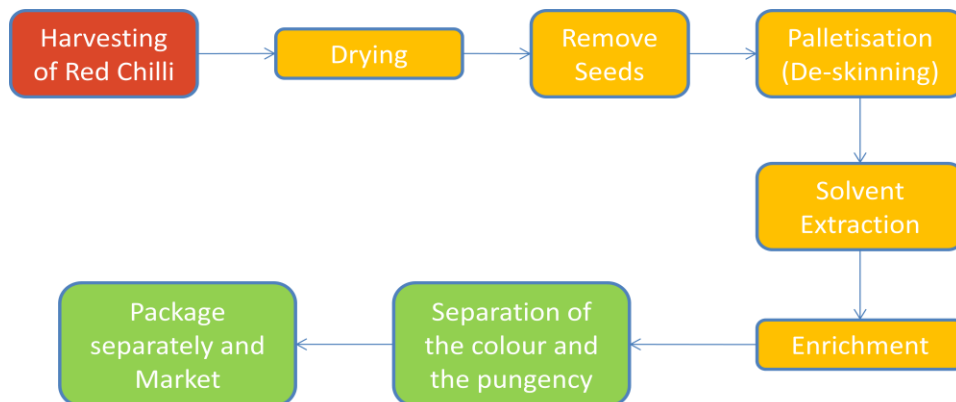 Harvesting
of Red Chilli
Drying
Remove
Seeds
Palletisation
(De-skinning)
Solvent
Extraction
Enrichment
Separation of
the colour and
the pungency
Package
separately and
Market